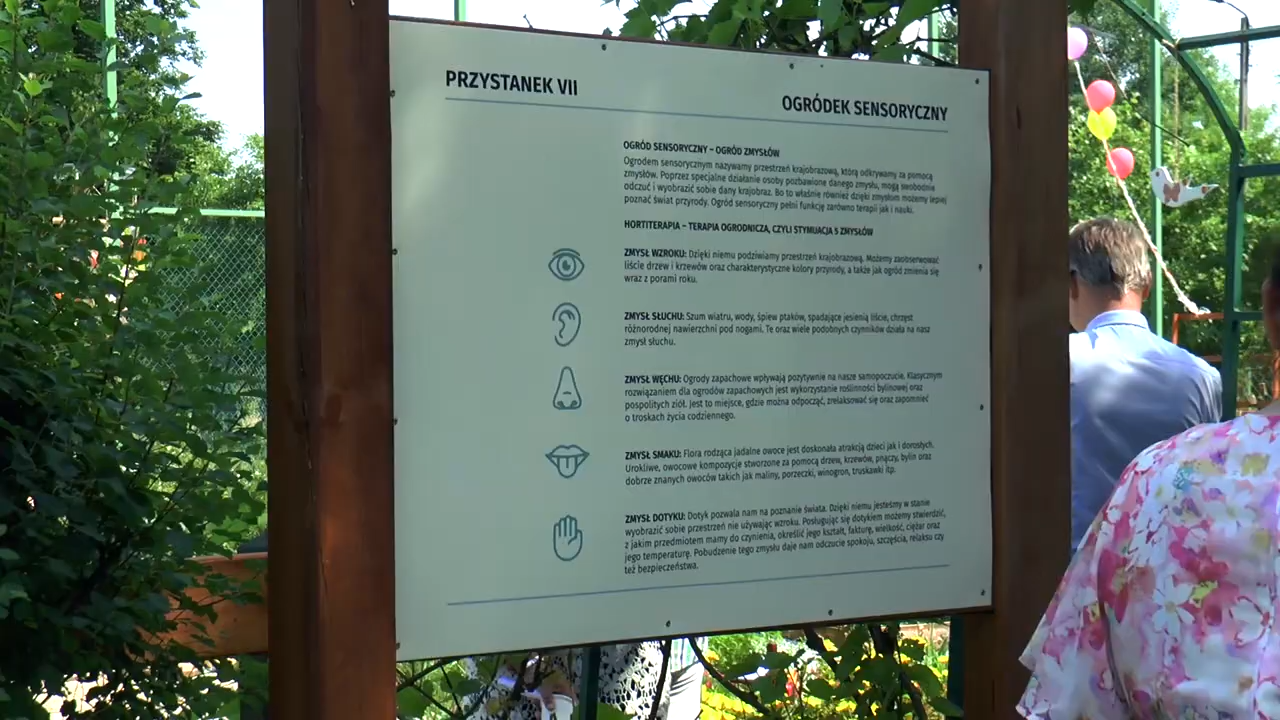 PRZYSTANEK VII
OGRÓDEK SENSORYCZNY
OGRÓD SENSORYCZNY – OGRÓD ZMYSŁÓW
Ogrodem sensorycznym nazywamy przestrzeń krajobrazową, którą odkrywamy za pomocą
zmysłów. Poprzez specjalne działanie osoby pozbawione danego zmysłu, mogą swobodnie
odczuć i wyobrazić sobie dany krajobraz. Bo to właśnie również dzięki zmysłom możemy lepiej
poznać świat przyrody. Ogród sensoryczny pełni funkcję zarówno terapii jak i nauki.
HORTITERAPIA – TERAPIA OGRODNICZA, CZYLI STYMUACJA 5 ZMYSŁÓW
ZMYSŁ WZROKU: Dzięki niemu podziwiamy przestrzeń krajobrazową. Możemy zaobserwować
liście drzew i krzewów oraz charakterystyczne kolory przyrody, a także jak ogród zmienia się
wraz z porami roku.
ZMYSŁ SŁUCHU: Szum wiatru, wody, śpiew ptaków, spadające jesienią liście, chrzęst
różnorodnej nawierzchni pod nogami. Te oraz wiele podobnych czynników działa na nasz
zmysł słuchu.
ZMYSŁ WĘCHU: Ogrody zapachowe wpływają pozytywnie na nasze samopoczucie. Klasycznym
rozwiązaniem dla ogrodów zapachowych jest wykorzystanie roślinności bylinowej oraz
pospolitych ziół. Jest to miejsce, gdzie można odpocząć, zrelaksować się oraz zapomnieć
o troskach życia codziennego.
ZMYSŁ SMAKU: Flora rodząca jadalne owoce jest doskonałą atrakcją dzieci jak i dorosłych.
Urokliwe, owocowe kompozycje stworzone za pomocą drzew, krzewów, pnączy, bylin oraz
dobrze znanych owoców takich jak maliny, porzeczki, winogron, truskawki itp.
ZMYSŁ DOTYKU: Dotyk pozwala nam na poznanie świata. Dzięki niemu jesteśmy w stanie
wyobrazić sobie przestrzeń nie używając wzroku. Posługując się dotykiem możemy stwierdzić,
z jakim przedmiotem mamy do czynienia, określić jego kształt, fakturę, wielkość, ciężar oraz
jego temperaturę. Pobudzenie tego zmysłu daje nam odczucie spokoju, szczęścia, relaksu czy
też bezpieczeństwa.